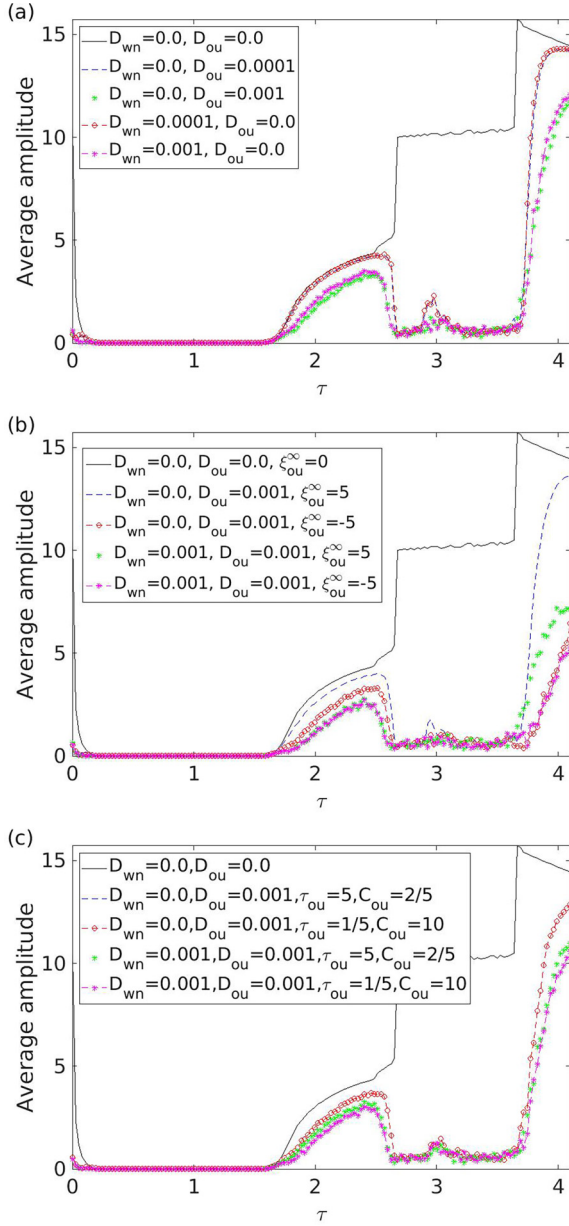 (a)
15
10
5
0
Average amplitude
D_wn=0.0, D_ou=0.0
D_wn=0.0, D_ou=0.0001
D_wn=0.0, D_ou=0.001
D_wn=0.0001, D_ou=0.0
D_wn=0.001, D_ou=0.0
0 1 2 3 4
τ
(b)
15
10
5
0
Average amplitude
D_wn=0.0, D_ou=0.0, ξ_ou^∞=0
D_wn=0.0, D_ou=0.001, ξ_ou^∞=5
D_wn=0.0, D_ou=0.001, ξ_ou^∞=-5
D_wn=0.001, D_ou=0.001, ξ_ou^∞=5
D_wn=0.001, D_ou=0.001, ξ_ou^∞=-5
0 1 2 3 4
τ
(c)
15
10
5
0
Average amplitude
D_wn=0.0,D_ou=0.0
D_wn=0.0,D_ou=0.001,τ_ou=5,C_ou=2/5
D_wn=0.0,D_ou=0.001,τ_ou=1/5,C_ou=10
D_wn=0.001,D_ou=0.001,τ_ou=5,C_ou=2/5
D_wn=0.001,D_ou=0.001,τ_ou=1/5,C_ou=10
0 1 2 3 4
τ